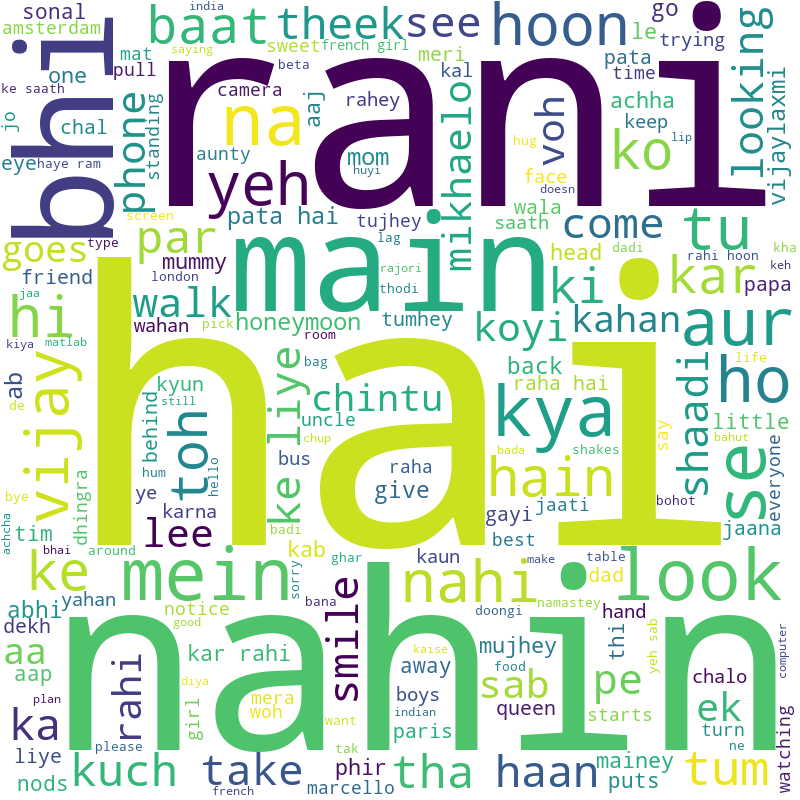 india
sonal baat theek see hoon go rani
amsterdam mat saying sweet french girl meri le trying
bhi one pull beta kal pata looking
ke saath phone camera rahey mikhaelo voh achha time
jo chal standing na aaj hug keep vijaylaxmi
eye haye ram aunty mom huyi face ko lip
yeh doesn
screen pata hai tujhey wala come tu
goes type par lag saath head dadi rahi hoon kha
friend mummy main rajori ki kar keh
jaa london thodi papa
hi walk wahan pick honeymoon tumhey koyi kahan aur
kiya matlab room hai back life
ab vijay kyun ke liye bag chintu kya raha hai shaadi ho
de still uncle little
behind toh chup bada shakes say bahut everyone
bye hum hello bus raha give hain se
ye karna gayi jaati bohot
achcha tim dhingra lee badi kab kaun best jaana
bhai around ghar make table
ke mein sorry nahi dad look
abhi yahan bana doongi namastey
dekh notice smile mujhey hand thi yeh sab computer
aa rahi good kar rahi nahin kaise away food
aap diya sab pe chalo
ka plan girl mera boys queen ek
woh want paris indian starts turn
liye please tak ne watching
nods kuch take phir tha haan mainey tum
french marcello puts